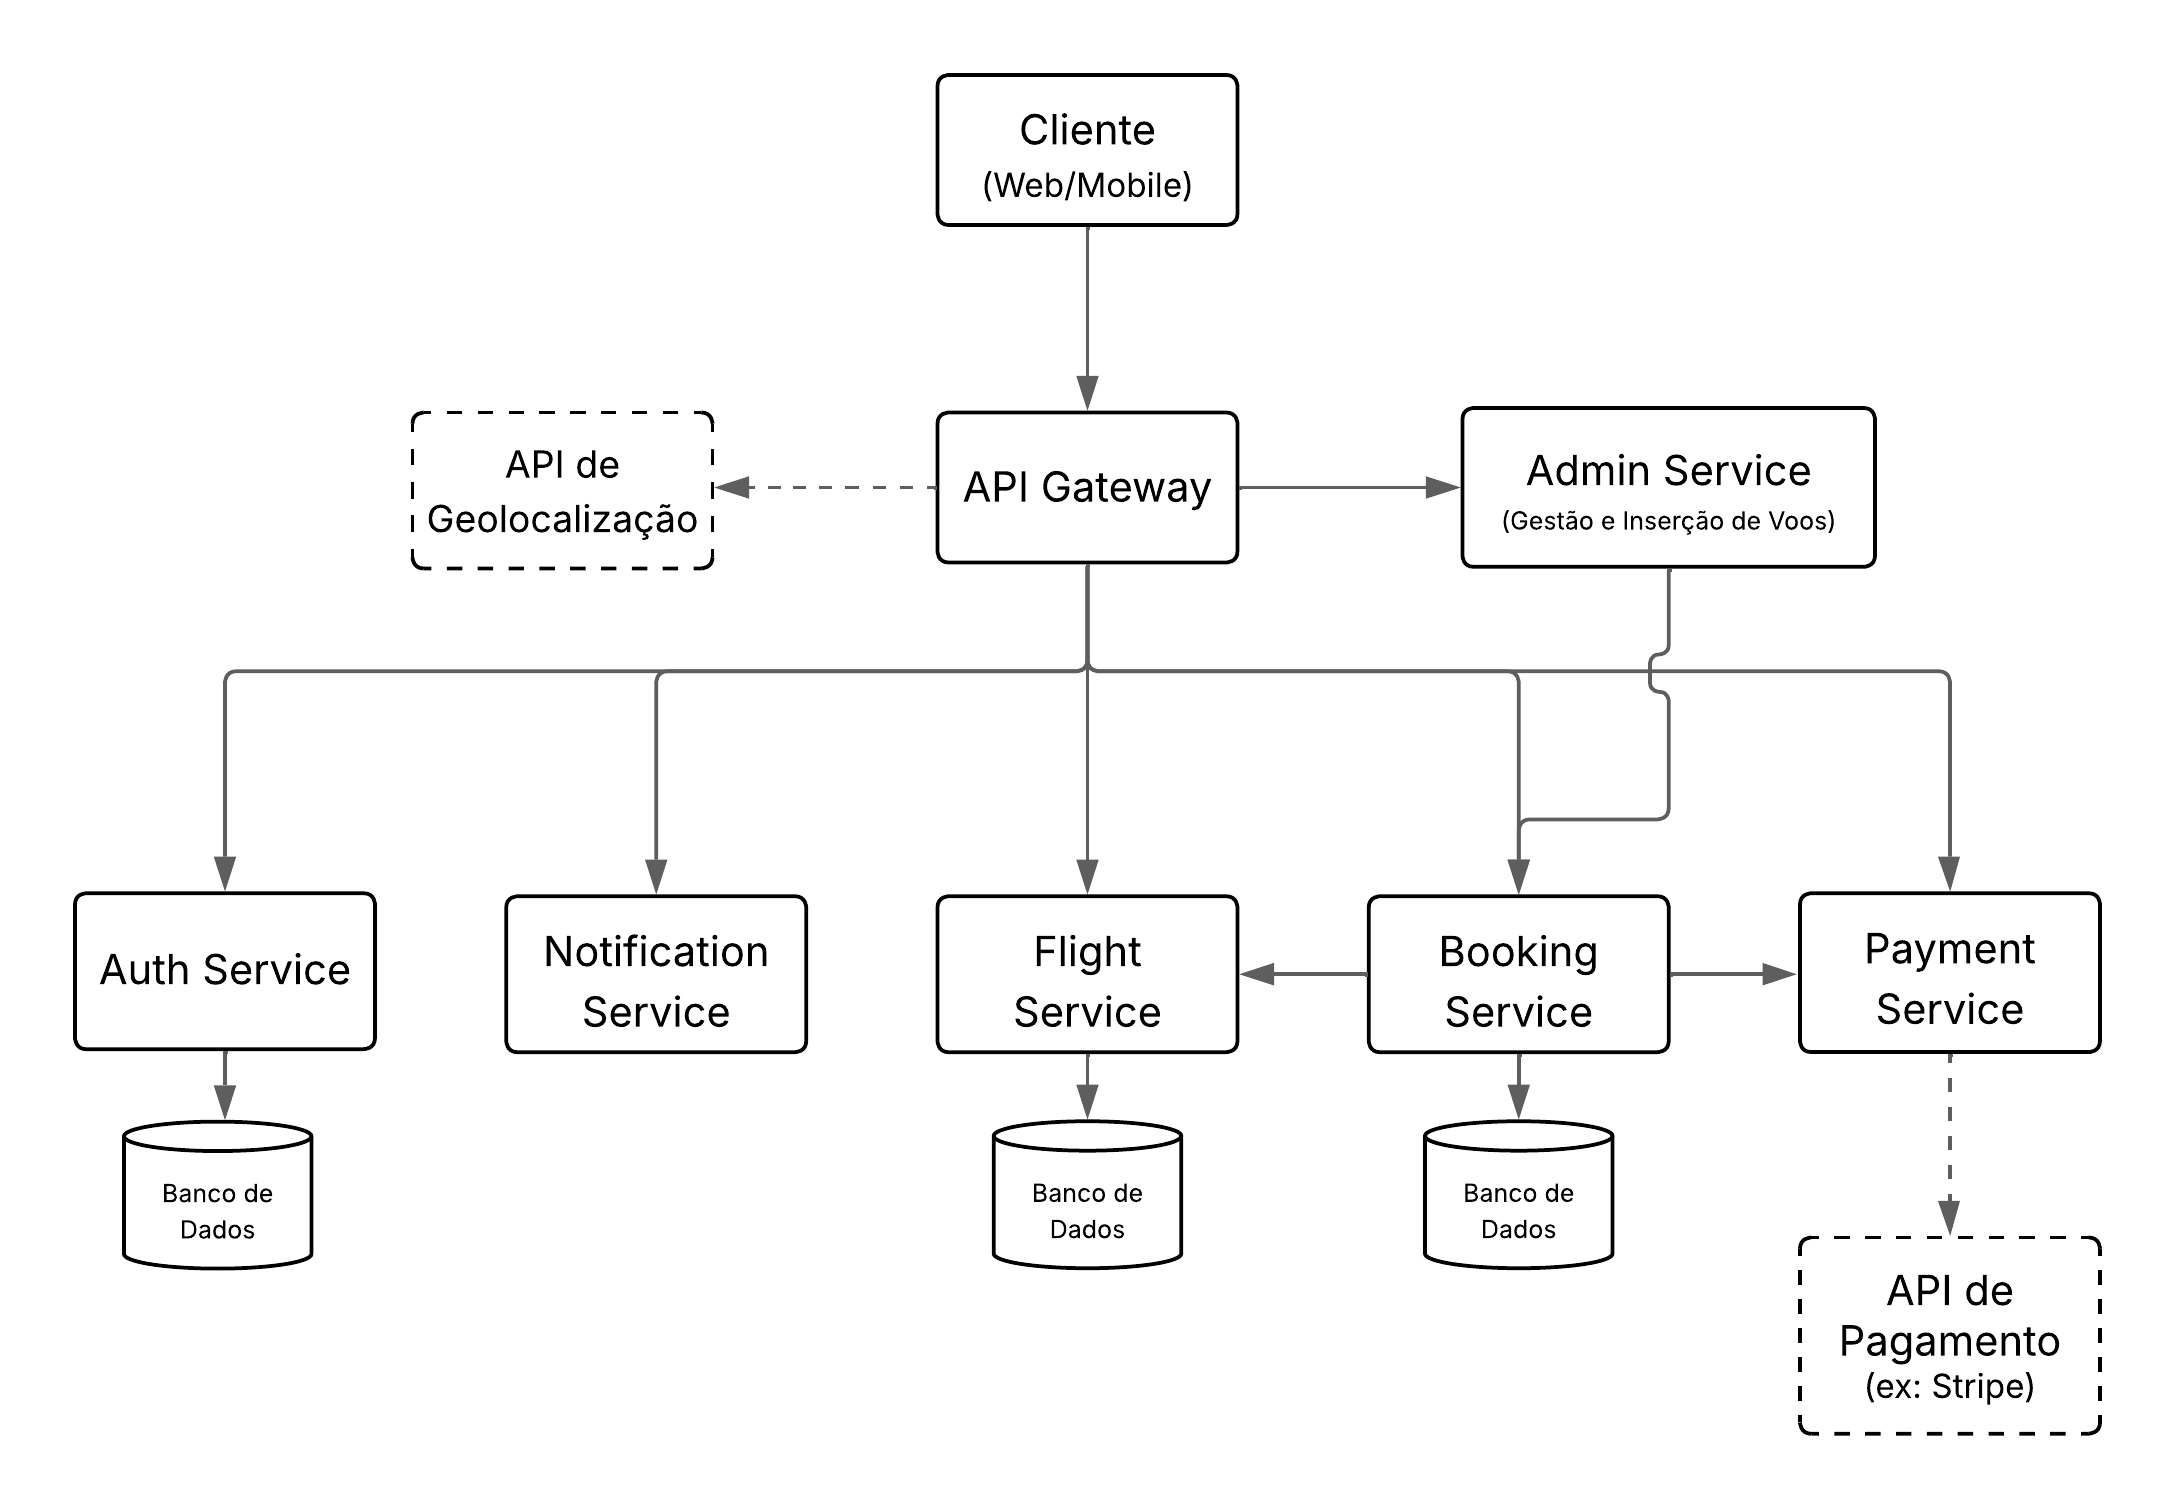 Cliente
(Web/Mobile)
API de
Geolocalização
API Gateway
Admin Service
(Gestão e Inserção de Voos)
Auth Service
Notification
Service
Flight
Service
Booking
Service
Payment
Service
Banco de
Dados
Banco de
Dados
Banco de
Dados
API de
Pagamento
(ex: Stripe)